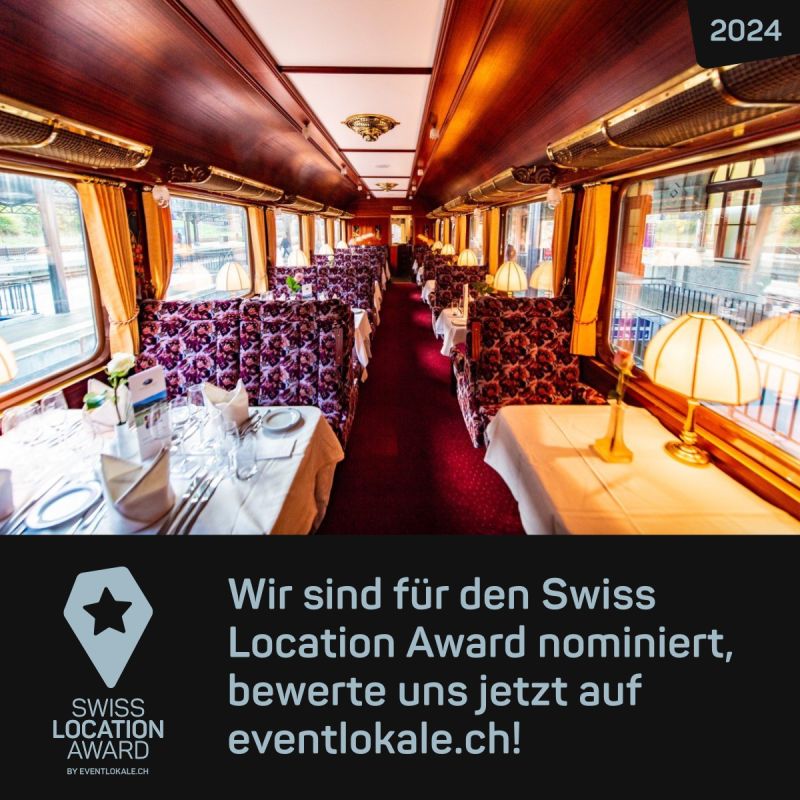 2024
Wir sind für den Swiss
Location Award nominiert,
bewerte uns jetzt auf
eventlokale.ch!
SWISS
LOCATION
AWARD
BY EVENTLOKALE.CH